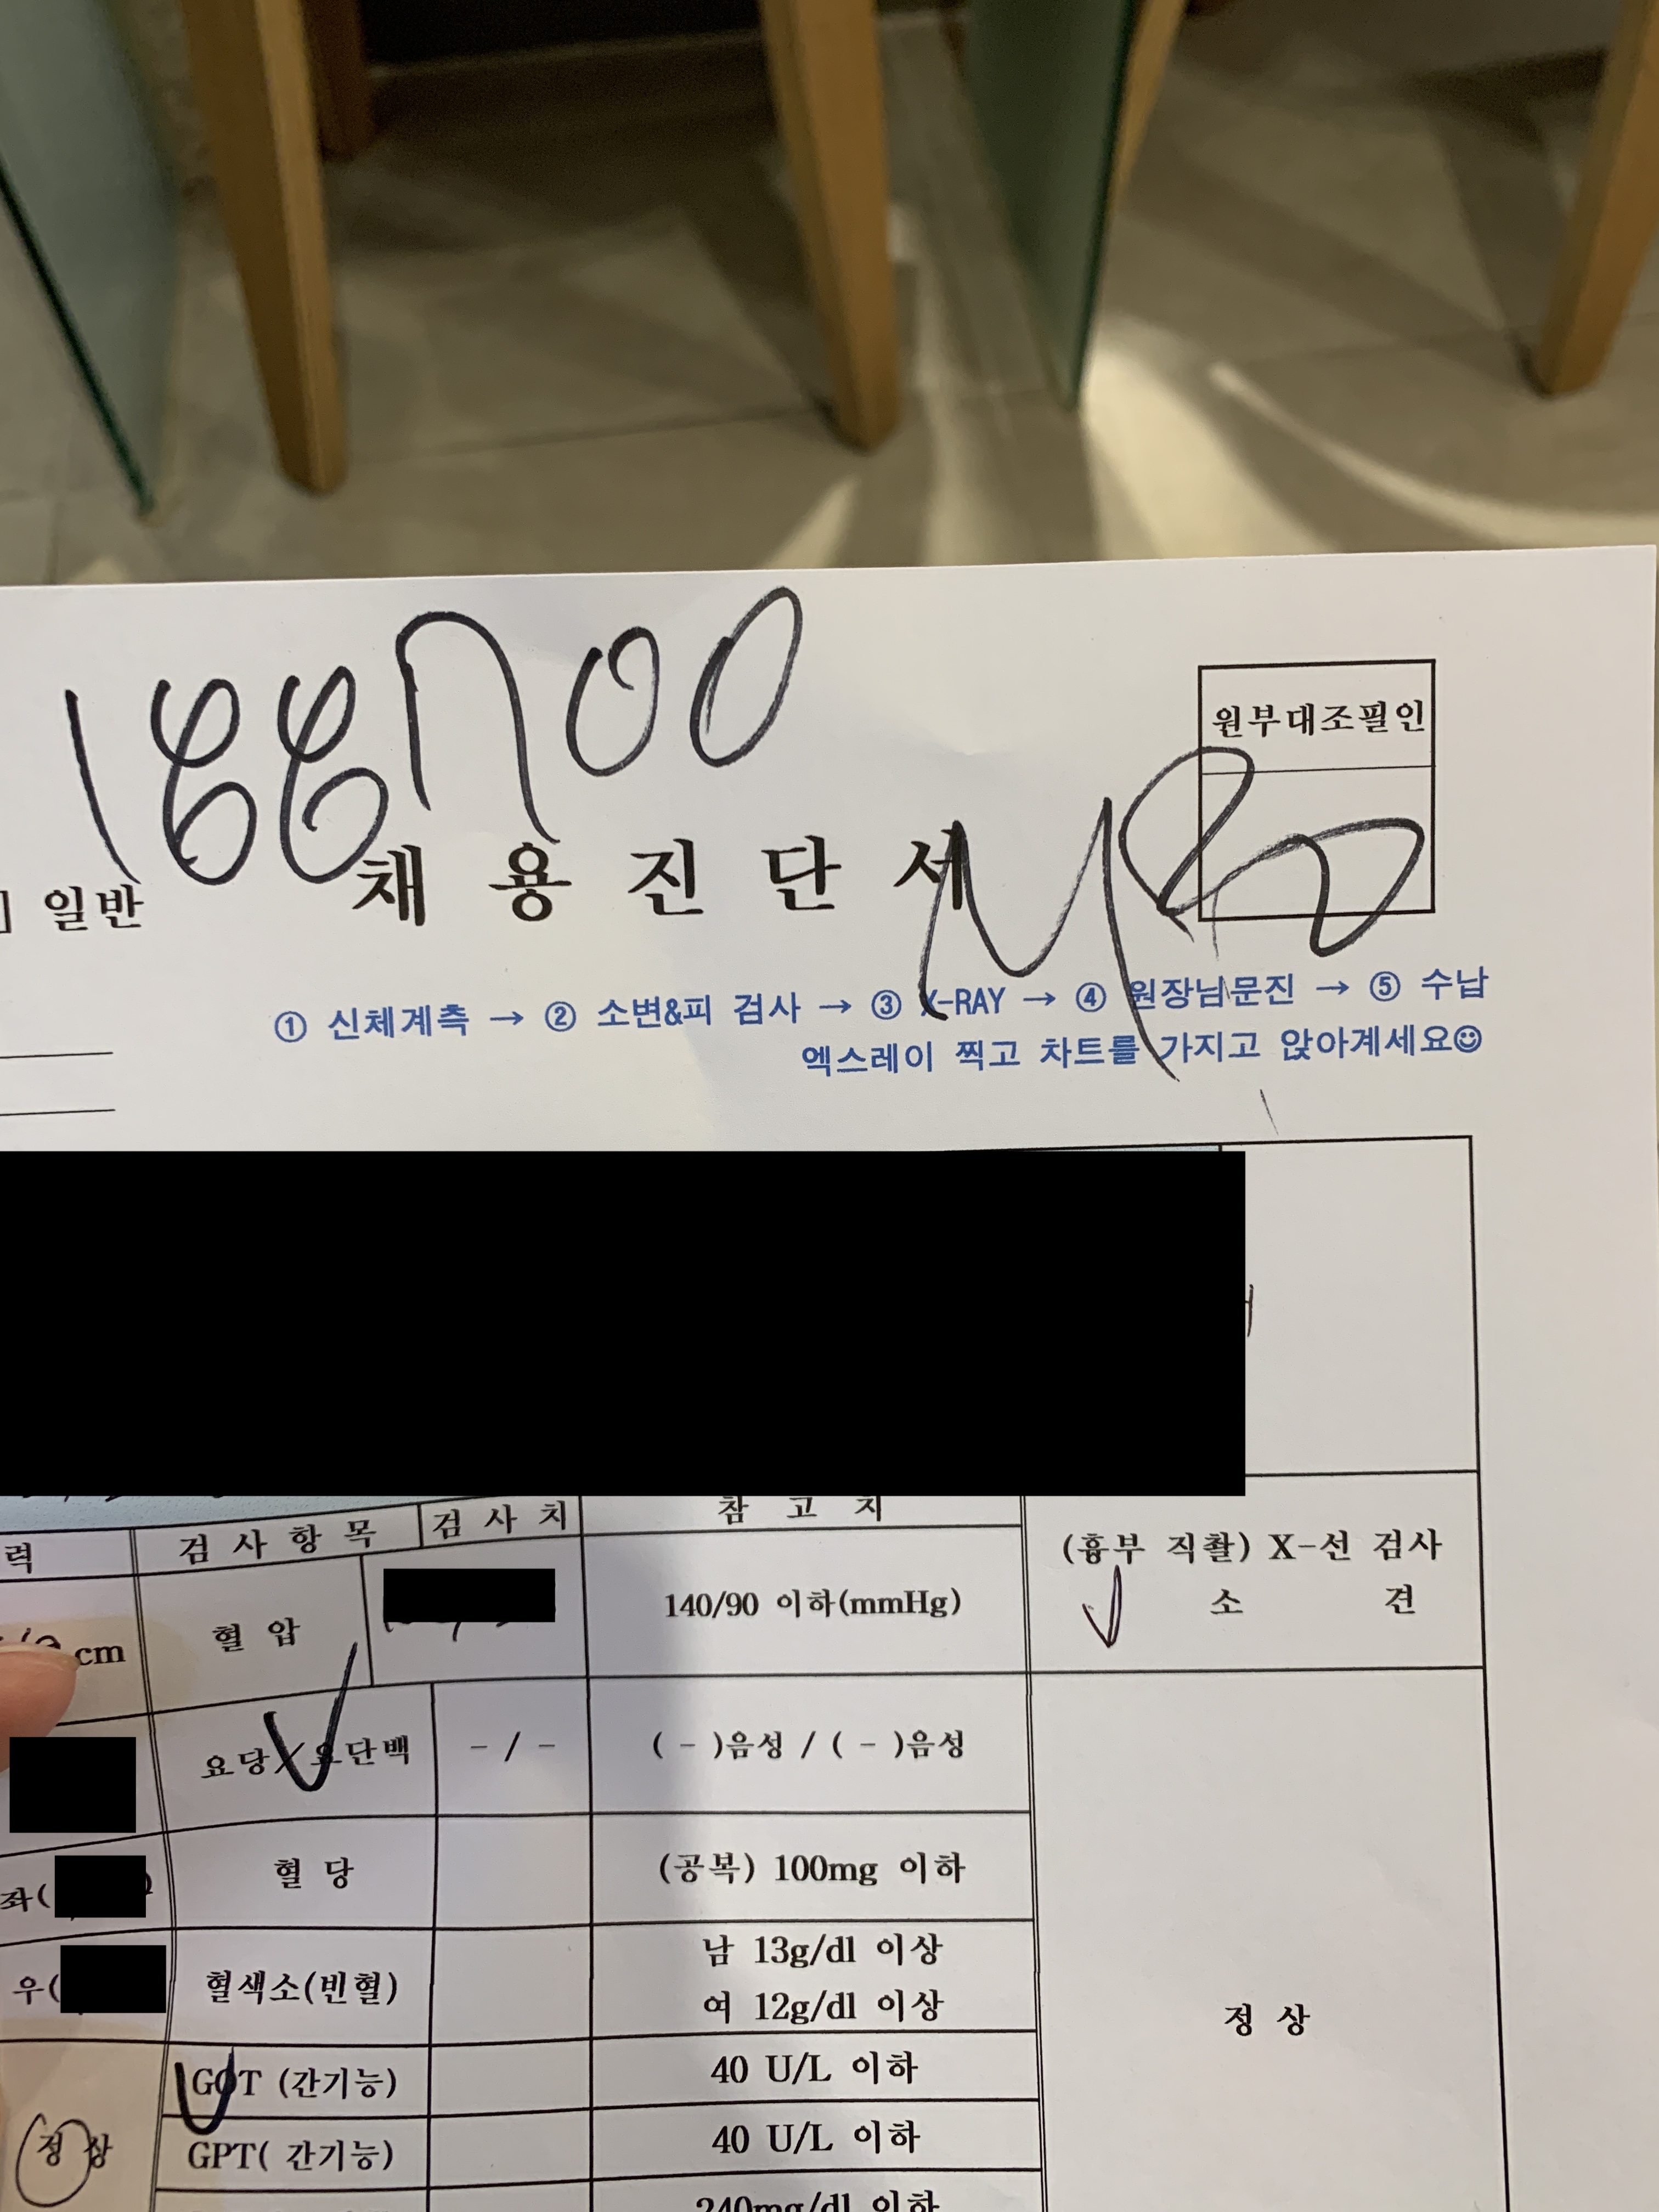 166700
원부대조필인
일반 채용진단서
① 신체계측 → ② 소변&피 검사 → ③ X-RAY → ④ 원장님문진 → ⑤ 수납
엑스레이 찍고 차트를 가지고 앉아계세요☺
력 검사항목 검사치 참고치 (흉부 직촬) X-선 검사
소견
cm 혈압 140/90 이하(mmHg)
요당/요단백 - / - ( - )음성 / ( - )음성
좌( 혈당 (공복) 100mg 이하
우( 혈색소(빈혈) 남 13g/dl 이상
여 12g/dl 이상
정상
GOT (간기능) 40 U/L 이하
정상 GPT( 간기능) 40 U/L 이하
240mg/dl 이하